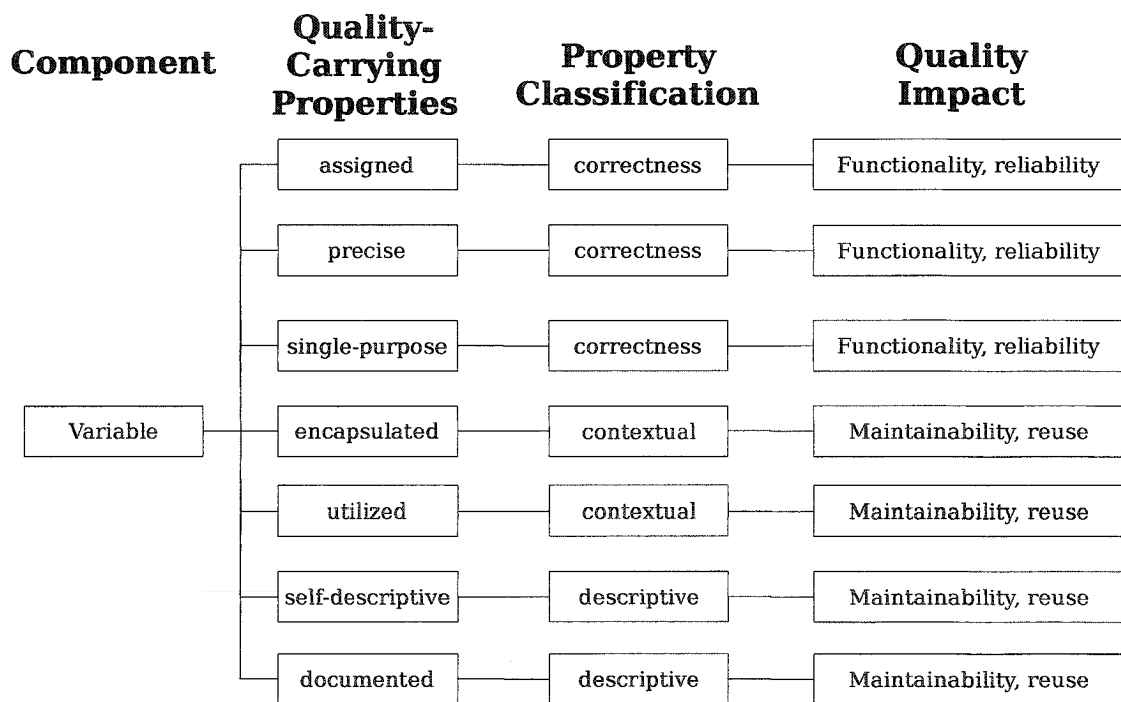 Component
Quality-
Carrying
Properties
Property
Classification
Quality
Impact
assigned
correctness
Functionality, reliability
precise
correctness
Functionality, reliability
single-purpose
correctness
Functionality, reliability
Variable
encapsulated
contextual
Maintainability, reuse
utilized
contextual
Maintainability, reuse
self-descriptive
descriptive
Maintainability, reuse
documented
descriptive
Maintainability, reuse